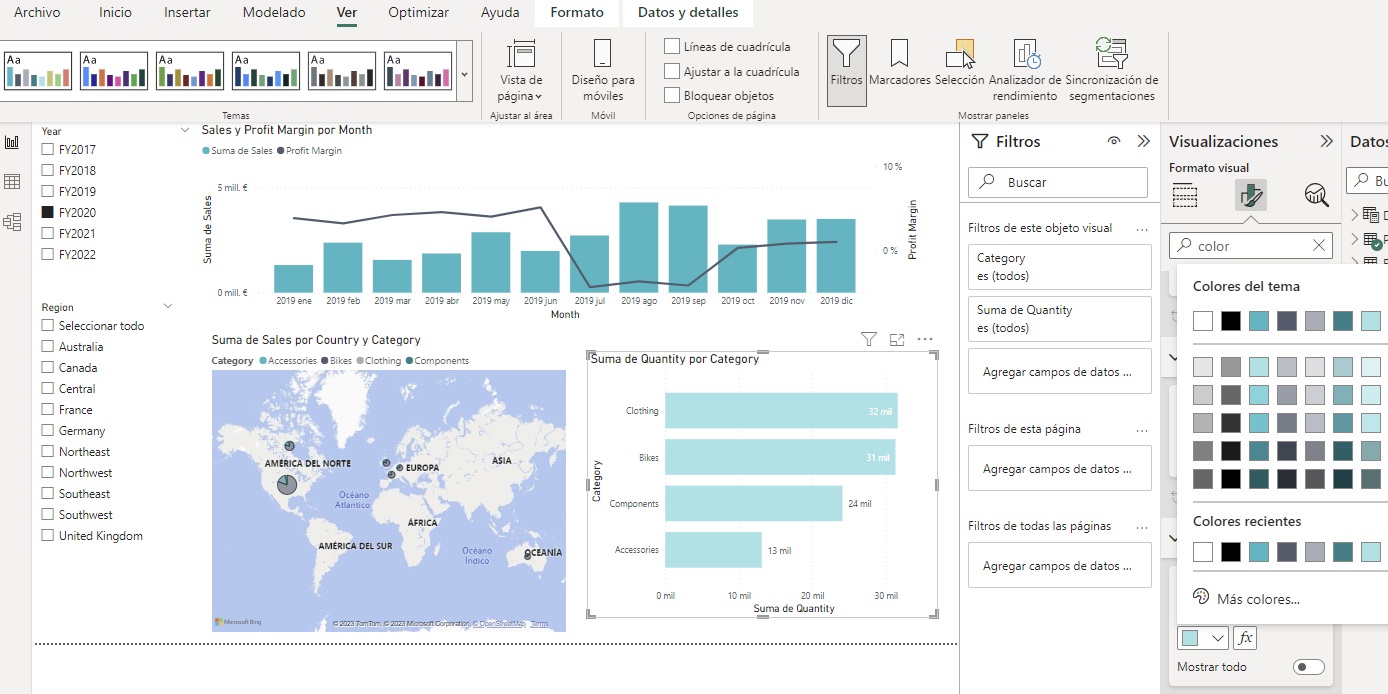 Archivo Inicio Insertar Modelado Ver Optimizar Ayuda Formato Datos y detalles
Aa Aa Aa Aa Aa Aa
Vista de página
Diseño para móviles
Líneas de cuadrícula
Ajustar a la cuadrícula
Bloquear objetos
Filtros
Marcadores
Selección
Analizador de rendimiento
Sincronización de segmentaciones
Temas
Ajustar al área
Móvil
Opciones de página
Mostrar paneles
Year
FY2017
FY2018
FY2019
FY2020
FY2021
FY2022
Region
Seleccionar todo
Australia
Canada
Central
France
Germany
Northeast
Northwest
Southeast
Southwest
United Kingdom
Sales y Profit Margin por Month
Suma de Sales Profit Margin
Suma de Sales
5 mill. €
0 mill. €
10 %
0 %
Profit Margin
2019 ene 2019 feb 2019 mar 2019 abr 2019 may 2019 jun 2019 jul 2019 ago 2019 sep 2019 oct 2019 nov 2019 dic
Month
Suma de Sales por Country y Category
Category Accessories Bikes Clothing Components
AMÉRICA DEL NORTE
EUROPA
ASIA
Océano
Atlántico
ÁFRICA
AMÉRICA DEL SUR
Océano
Índico
OCEANÍA
Microsoft Bing
© 2023 TomTom, © 2023 Microsoft Corporation, © OpenStreetMap Terms
Suma de Quantity por Category
Category
Clothing 32 mil
Bikes 31 mil
Components 24 mil
Accessories 13 mil
0 mil 10 mil 20 mil 30 mil
Suma de Quantity
Filtros
Buscar
Filtros de este objeto visual ...
Category
es (todos)
Suma de Quantity
es (todos)
Agregar campos de datos ...
Filtros de esta página ...
Agregar campos de datos ...
Filtros de todas las páginas ...
Agregar campos de datos ...
Visualizaciones
Formato visual
color
Colores del tema
Colores recientes
Más colores...
fx
Mostrar todo
Datos